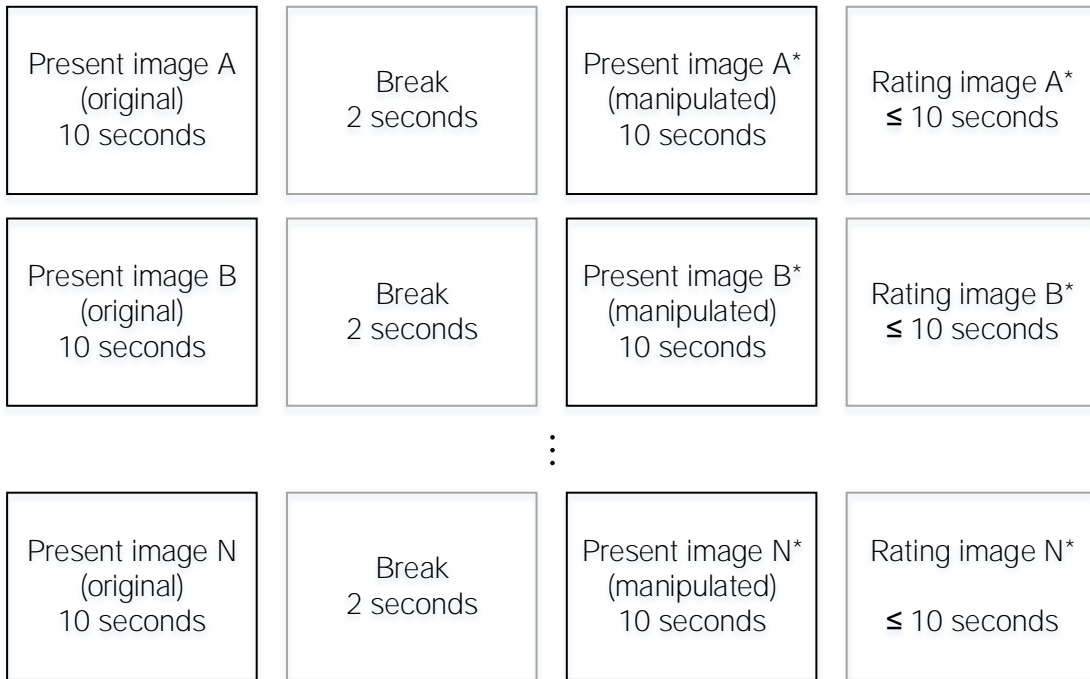 Present image A
(original)
10 seconds
Break
2 seconds
Present image A*
(manipulated)
10 seconds
Rating image A*
≤ 10 seconds
Present image B
(original)
10 seconds
Break
2 seconds
Present image B*
(manipulated)
10 seconds
Rating image B*
≤ 10 seconds
⋮
Present image N
(original)
10 seconds
Break
2 seconds
Present image N*
(manipulated)
10 seconds
Rating image N*
≤ 10 seconds